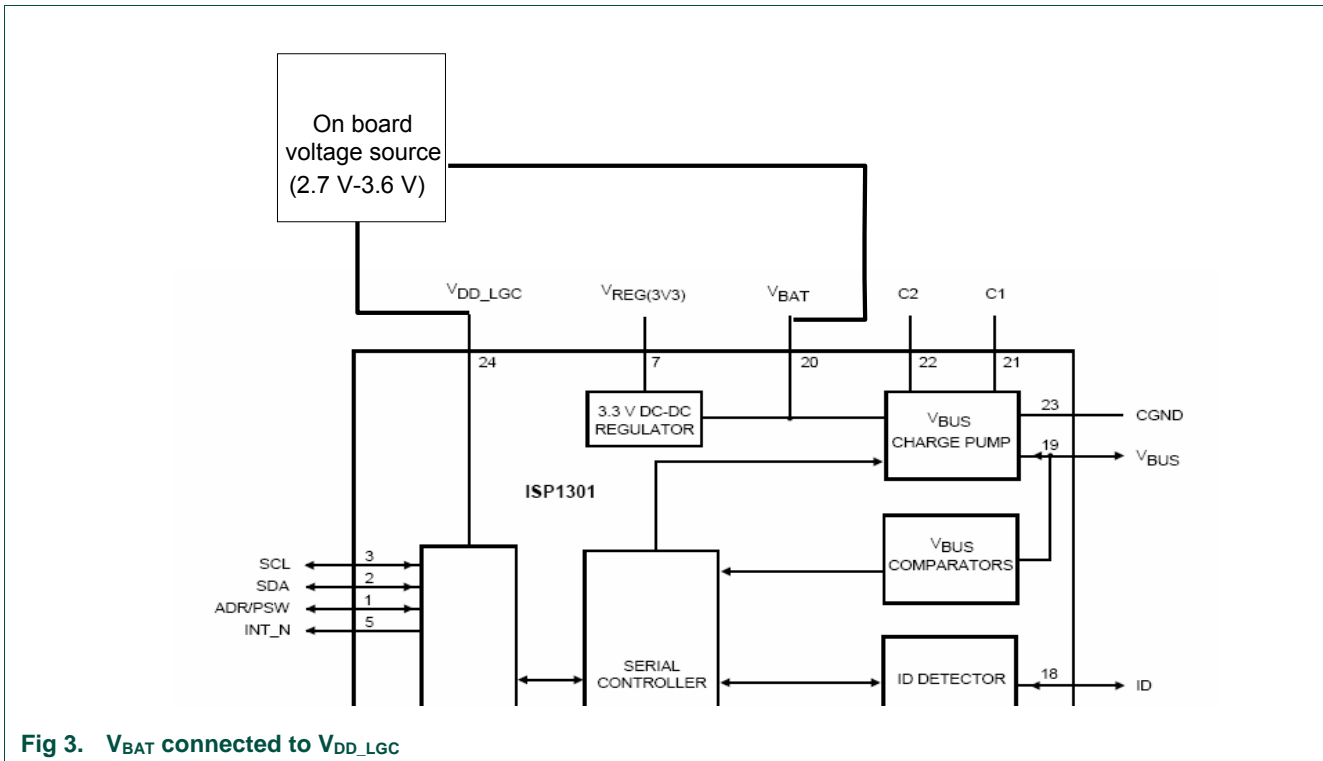 On board
voltage source
(2.7 V-3.6 V)
VDD_LGC
VREG(3V3)
VBAT
C2
C1
24
7
20
22
21
3.3 V DC-DC
REGULATOR
VBUS
CHARGE PUMP
23
CGND
19
VBUS
ISP1301
VBUS
COMPARATORS
SCL
3
SDA
2
ADR/PSW
1
INT_N
5
SERIAL
CONTROLLER
ID DETECTOR
18
ID
Fig 3. VBAT connected to VDD_LGC